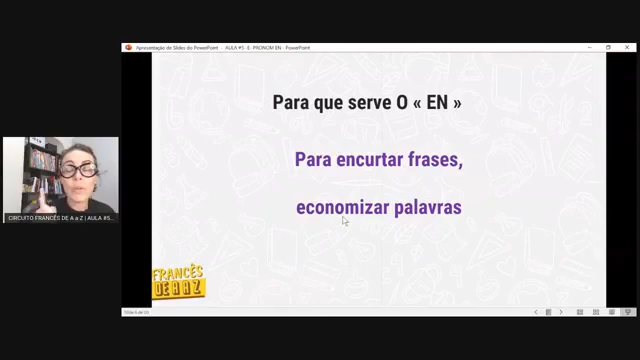 Apresentação de Slides do PowerPoint - AULA #5 -E- PRONOM EN - PowerPoint
Para que serve O « EN »
Para encurtar frases,
economizar palavras
CIRCUITO FRANCÊS DE A a Z | AULA #5...
FRANCÊS
DE A A Z